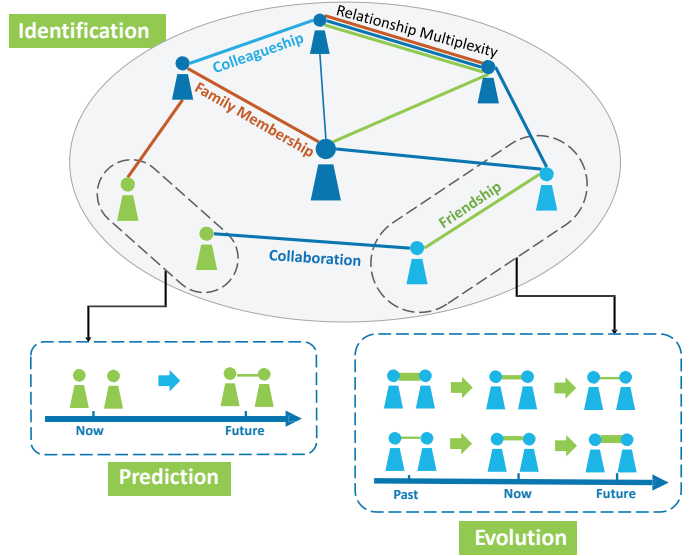 Identification
Relationship Multiplexity
Colleagueship
Family Membership
Friendship
Collaboration
Now
Future
Prediction
Past
Now
Future
Evolution